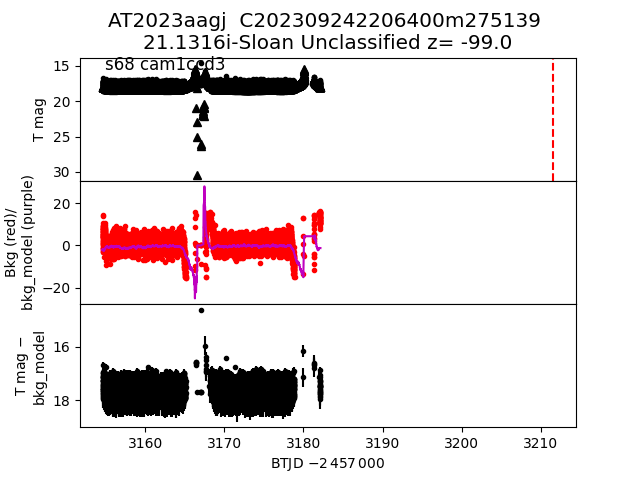 AT2023aagj  C202309242206400m275139
21.1316i-Sloan Unclassified z= -99.0
s68 cam1ccd3
15
20
25
30
T mag
20
0
−20
Bkg (red)/
bkg_model (purple)
16
18
T mag −
bkg_model
3160
3170
3180
3190
3200
3210
BTJD −2 457 000